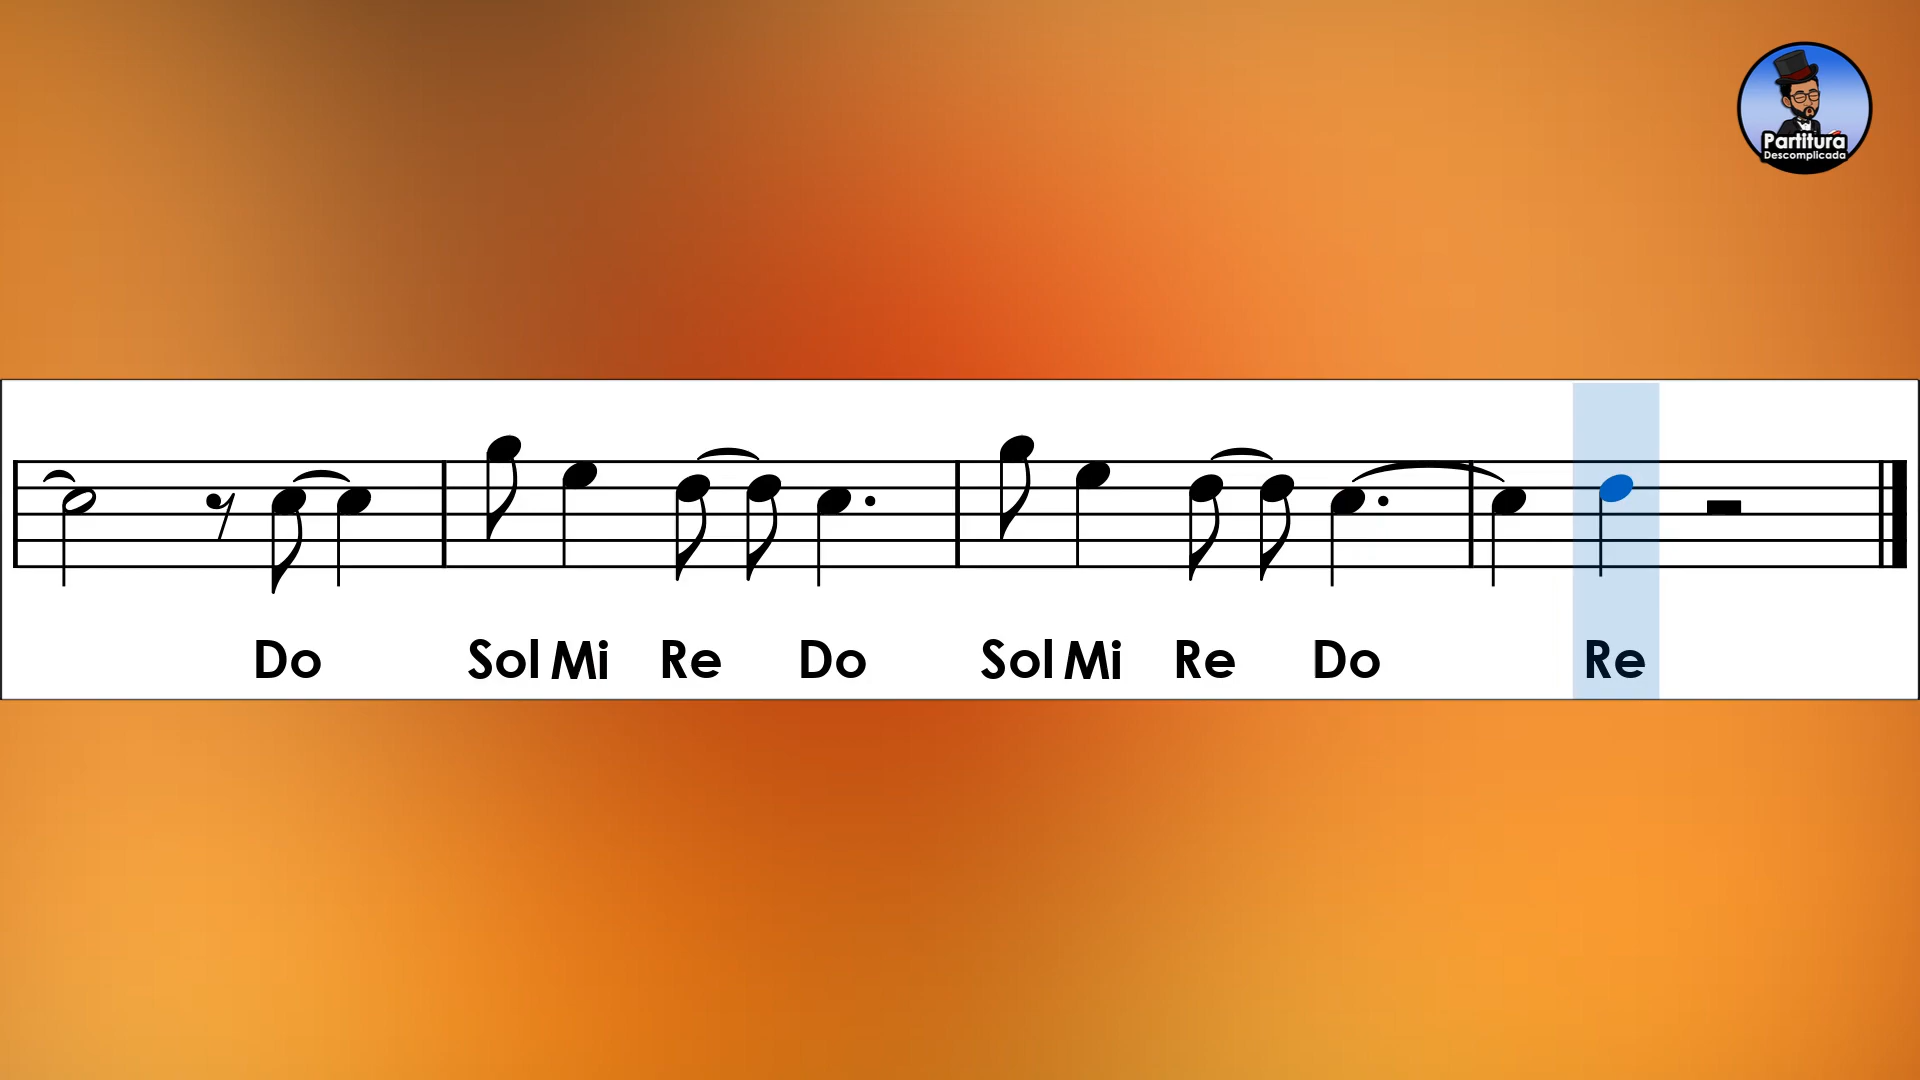 Partitura
Descomplicada
Do Sol Mi Re Do Sol Mi Re Do Re